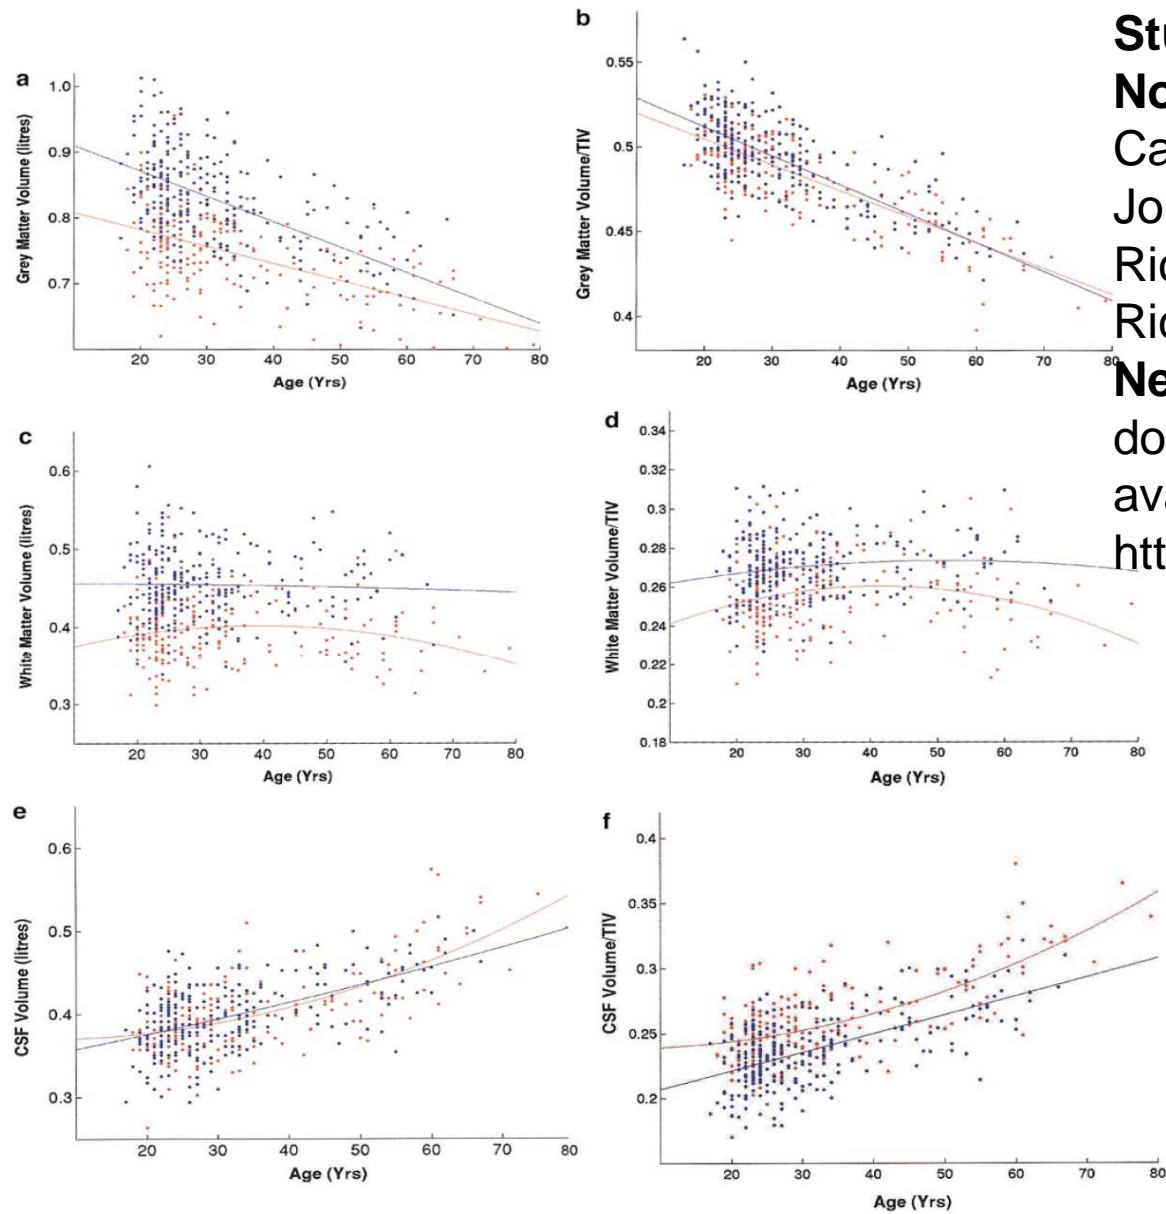 a
Grey Matter Volume (litres)
1.0
0.9
0.8
0.7
20 30 40 50 60 70 80
Age (Yrs)
b
Grey Matter Volume/TIV
0.55
0.5
0.45
0.4
20 30 40 50 60 70 80
Age (Yrs)
c
White Matter Volume (litres)
0.6
0.5
0.4
0.3
20 30 40 50 60 70 80
Age (Yrs)
d
White Matter Volume/TIV
0.34
0.32
0.3
0.28
0.26
0.24
0.22
0.2
0.18
20 30 40 50 60 70 80
Age (Yrs)
e
CSF Volume (litres)
0.6
0.5
0.4
0.3
20 30 40 50 60 70 80
Age (Yrs)
f
CSF Volume/TIV
0.4
0.35
0.3
0.25
0.2
20 30 40 50 60 70 80
Age (Yrs)
No
Ca
Jo
Ne
do
ava
htt